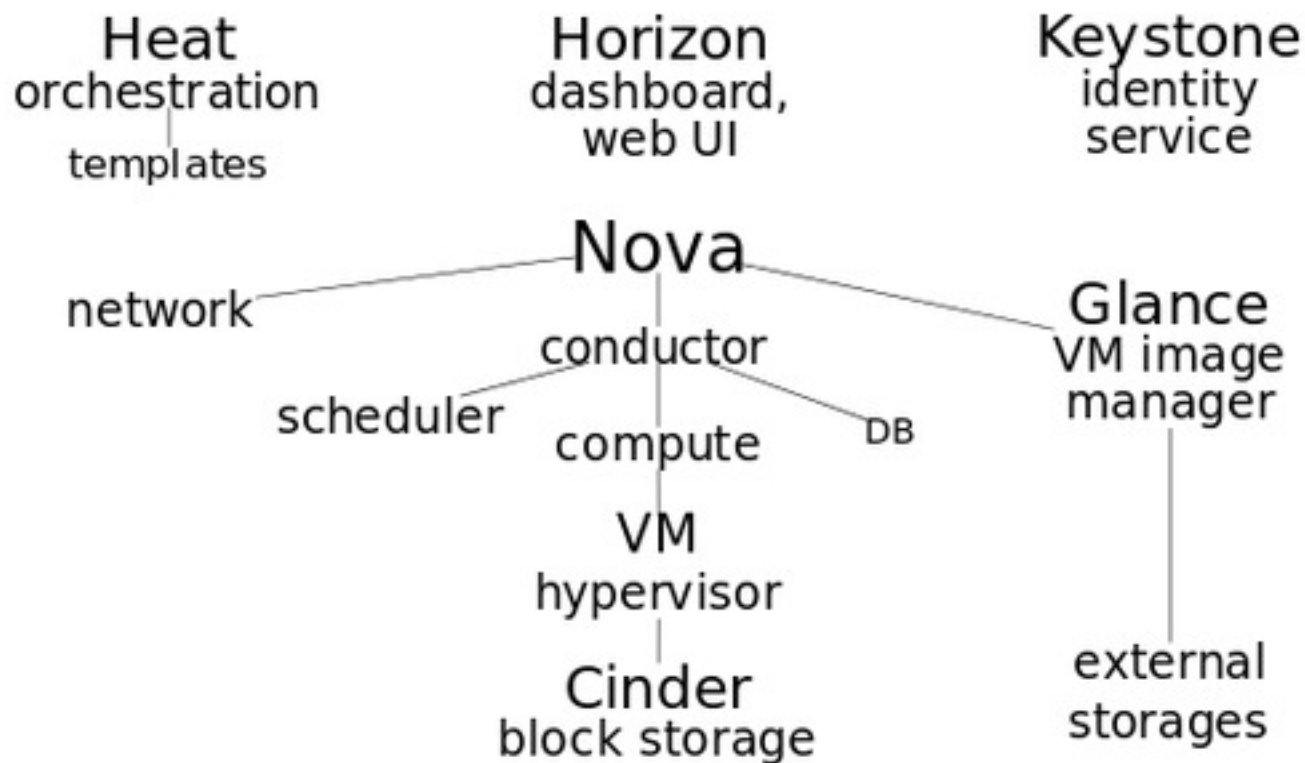 Heat
orchestration
templates
Horizon
dashboard,
web UI
Keystone
identity
service
Nova
network
conductor
scheduler
compute
DB
Glance
VM image
manager
VM
hypervisor
Cinder
block storage
external
storages